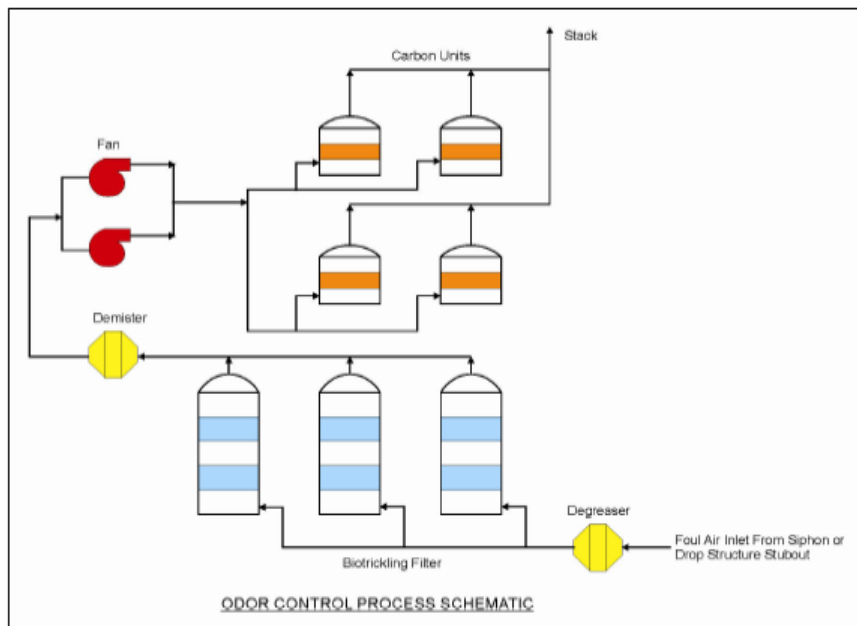 Stack
Carbon Units
Fan
Demister
Degreaser
Foul Air Inlet From Siphon or
Drop Structure Stubout
Biotrickling Filter
ODOR CONTROL PROCESS SCHEMATIC